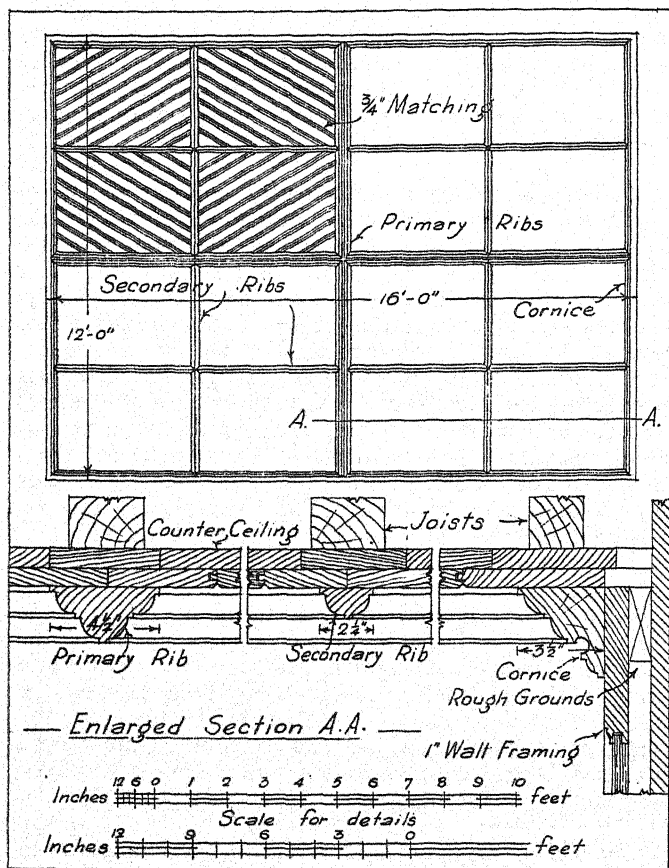 3/4" Matching
Primary Ribs
Secondary Ribs
16'-0"
Cornice
12'-0"
A. A.
Counter Ceiling
Joists
4 1/2"
2 1/4"
3 1/2"
Primary Rib
Secondary Rib
Cornice
Rough Grounds
Enlarged Section A.A.
1" Wall Framing
12 6 0 1 2 3 4 5 6 7 8 9 10
Inches feet
Scale for details
12 9 6 3 0
Inches feet